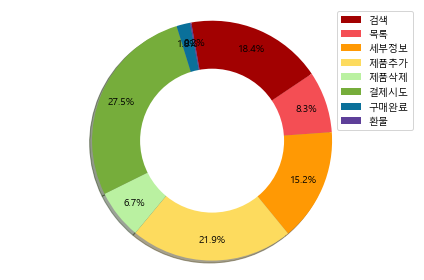 검색
목록
세부정보
제품추가
제품삭제
결제시도
구매완료
환불
18.4%
8.3%
15.2%
21.9%
6.7%
27.5%